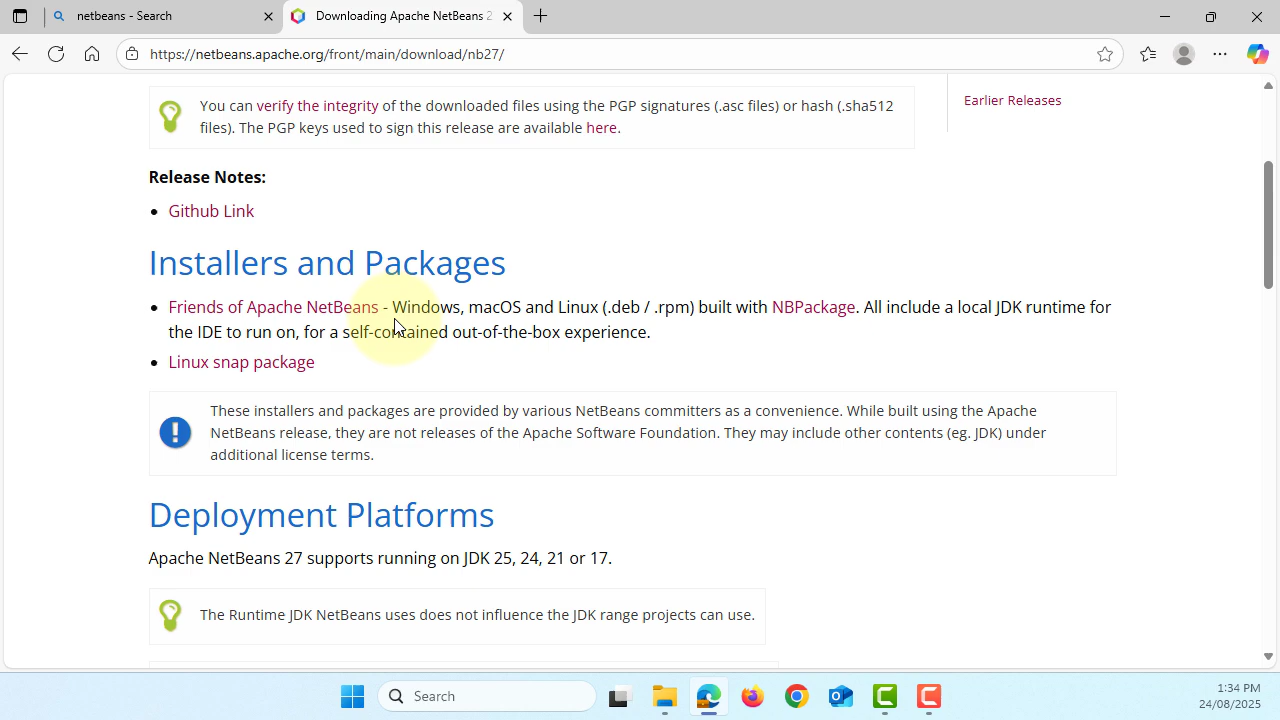 netbeans - Search
Downloading Apache NetBeans 2
https://netbeans.apache.org/front/main/download/nb27/
You can verify the integrity of the downloaded files using the PGP signatures (.asc files) or hash (.sha512
files). The PGP keys used to sign this release are available here.
Earlier Releases
Release Notes:
Github Link
Installers and Packages
Friends of Apache NetBeans - Windows, macOS and Linux (.deb / .rpm) built with NBPackage. All include a local JDK runtime for
the IDE to run on, for a self-contained out-of-the-box experience.
Linux snap package
These installers and packages are provided by various NetBeans committers as a convenience. While built using the Apache
NetBeans release, they are not releases of the Apache Software Foundation. They may include other contents (eg. JDK) under
additional license terms.
Deployment Platforms
Apache NetBeans 27 supports running on JDK 25, 24, 21 or 17.
The Runtime JDK NetBeans uses does not influence the JDK range projects can use.
Search
1:34 PM
24/08/2025